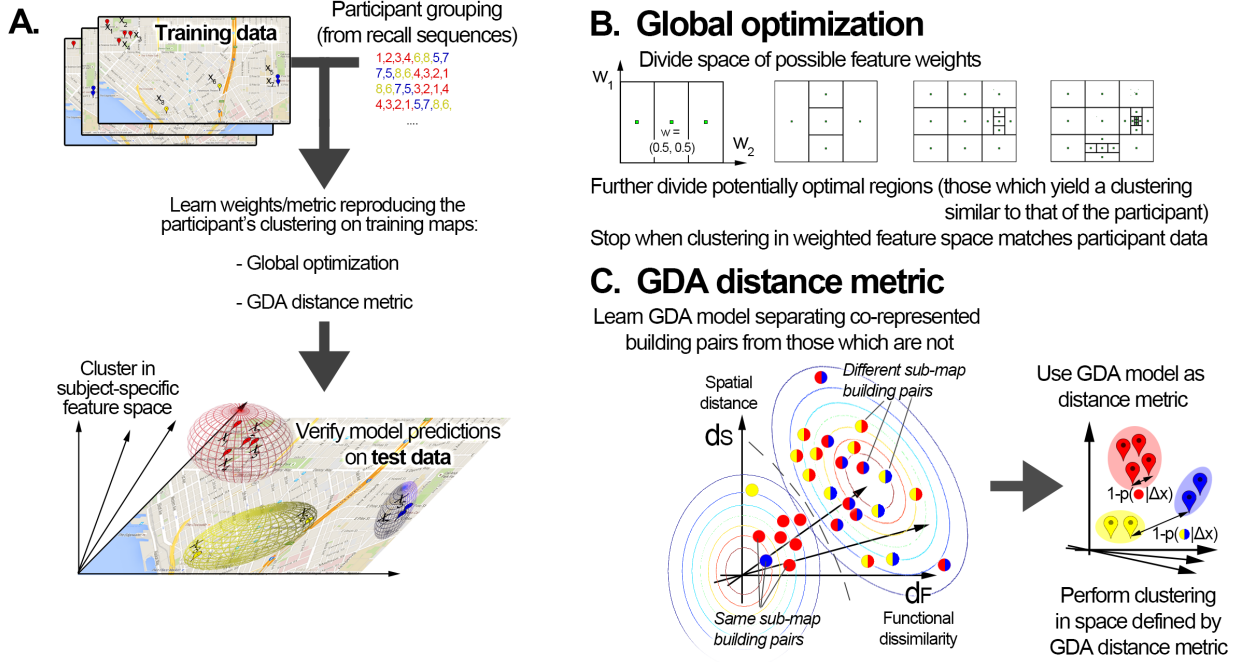 A.
Training data
Participant grouping
(from recall sequences)
1,2,3,4,6,8,5,7
7,5,8,6,4,3,2,1
8,6,7,5,3,2,1,4
4,3,2,1,5,7,8,6,
....
Learn weights/metric reproducing the
participant's clustering on training maps:
- Global optimization
- GDA distance metric
Cluster in
subject-specific
feature space
Verify model predictions
on test data
B. Global optimization
Divide space of possible feature weights
w1
w =
(0.5, 0.5)
w2
Further divide potentially optimal regions (those which yield a clustering
similar to that of the participant)
Stop when clustering in weighted feature space matches participant data
C. GDA distance metric
Learn GDA model separating co-represented
building pairs from those which are not
Spatial
distance
Different sub-map
building pairs
ds
dF
Same sub-map
building pairs
Functional
dissimilarity
Use GDA model as
distance metric
1-p( |Δx)
1-p( |Δx)
Perform clustering
in space defined by
GDA distance metric